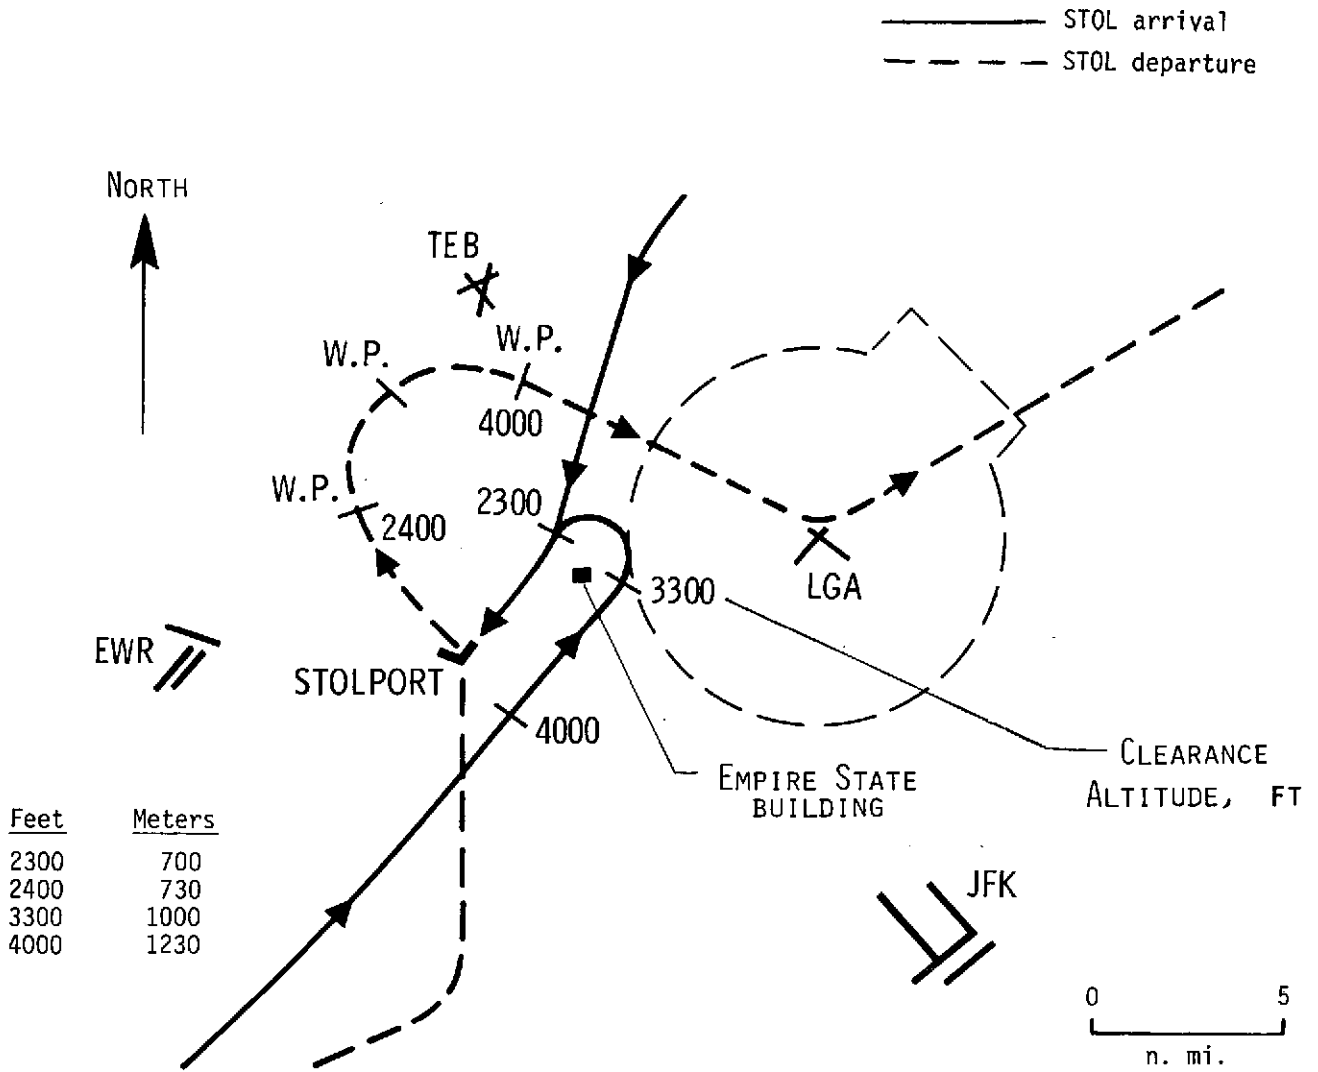 STOL arrival
STOL departure
NORTH
TEB
W.P.
W.P.
4000
W.P.
2300
2400
3300
LGA
EWR
STOLPORT
4000
EMPIRE STATE
BUILDING
CLEARANCE
ALTITUDE, FT
Feet Meters
2300 700
2400 730
3300 1000
4000 1230
JFK
0 5
n. mi.